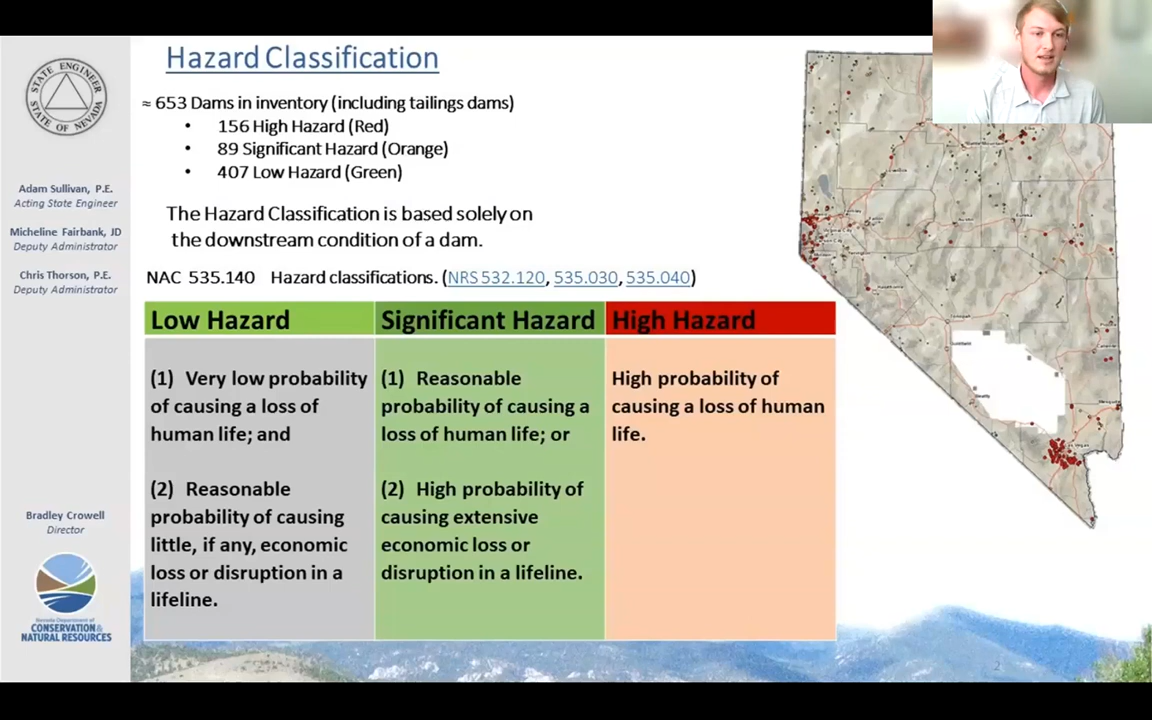 Hazard Classification
≈ 653 Dams in inventory (including tailings dams)
• 156 High Hazard (Red)
• 89 Significant Hazard (Orange)
• 407 Low Hazard (Green)
The Hazard Classification is based solely on
the downstream condition of a dam.
NAC 535.140 Hazard classifications. (NRS 532.120, 535.030, 535.040)
Low Hazard
(1) Very low probability
of causing a loss of
human life; and
(2) Reasonable
probability of causing
little, if any, economic
loss or disruption in a
lifeline.
Significant Hazard
(1) Reasonable
probability of causing a
loss of human life; or
(2) High probability of
causing extensive
economic loss or
disruption in a lifeline.
High Hazard
High probability of
causing a loss of human
life.
STATE ENGINEER
STATE OF NEVADA
Adam Sullivan, P.E.
Acting State Engineer
Micheline Fairbank, JD
Deputy Administrator
Chris Thorson, P.E.
Deputy Administrator
Bradley Crowell
Director
Nevada Department of
CONSERVATION &
NATURAL RESOURCES
2